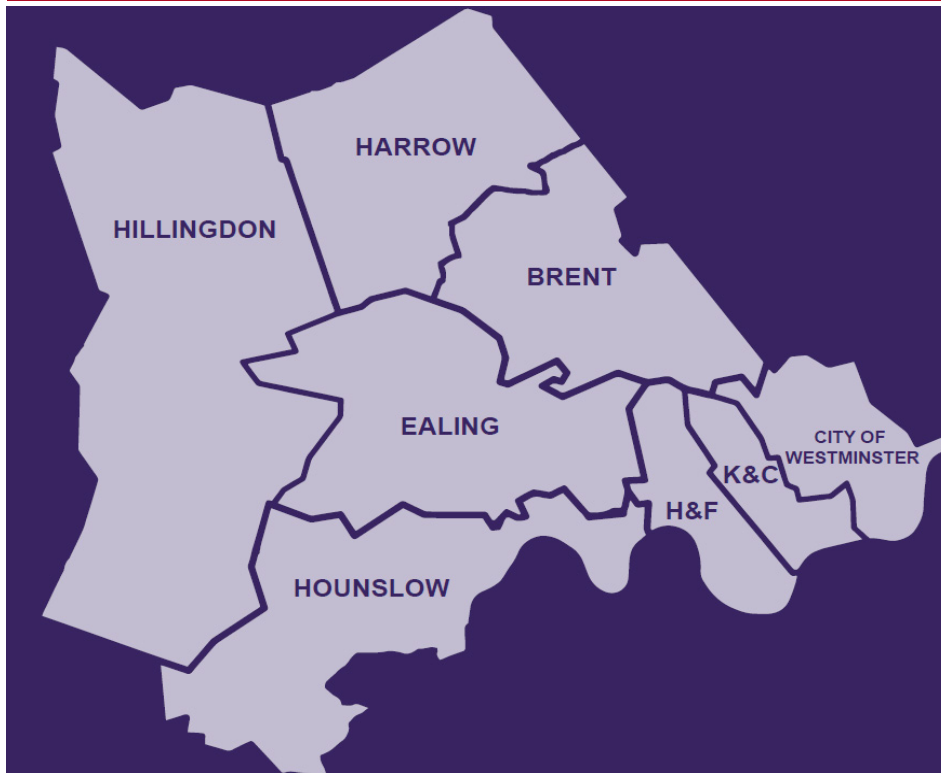 HARROW
HILLINGDON
BRENT
EALING
CITY OF
WESTMINSTER
K&C
H&F
HOUNSLOW